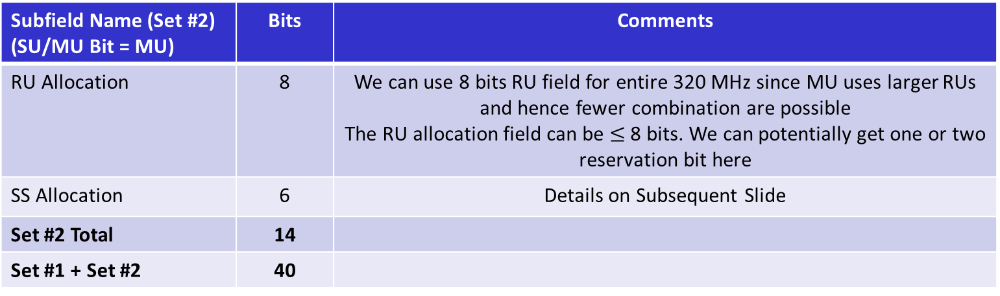 Subfield Name (Set #2)
(SU/MU Bit = MU)
Bits
Comments
RU Allocation
8
We can use 8 bits RU field for entire 320 MHz since MU uses larger RUs
and hence fewer combination are possible
The RU allocation field can be ≤ 8 bits. We can potentially get one or two
reservation bit here
SS Allocation
6
Details on Subsequent Slide
Set #2 Total
14
Set #1 + Set #2
40